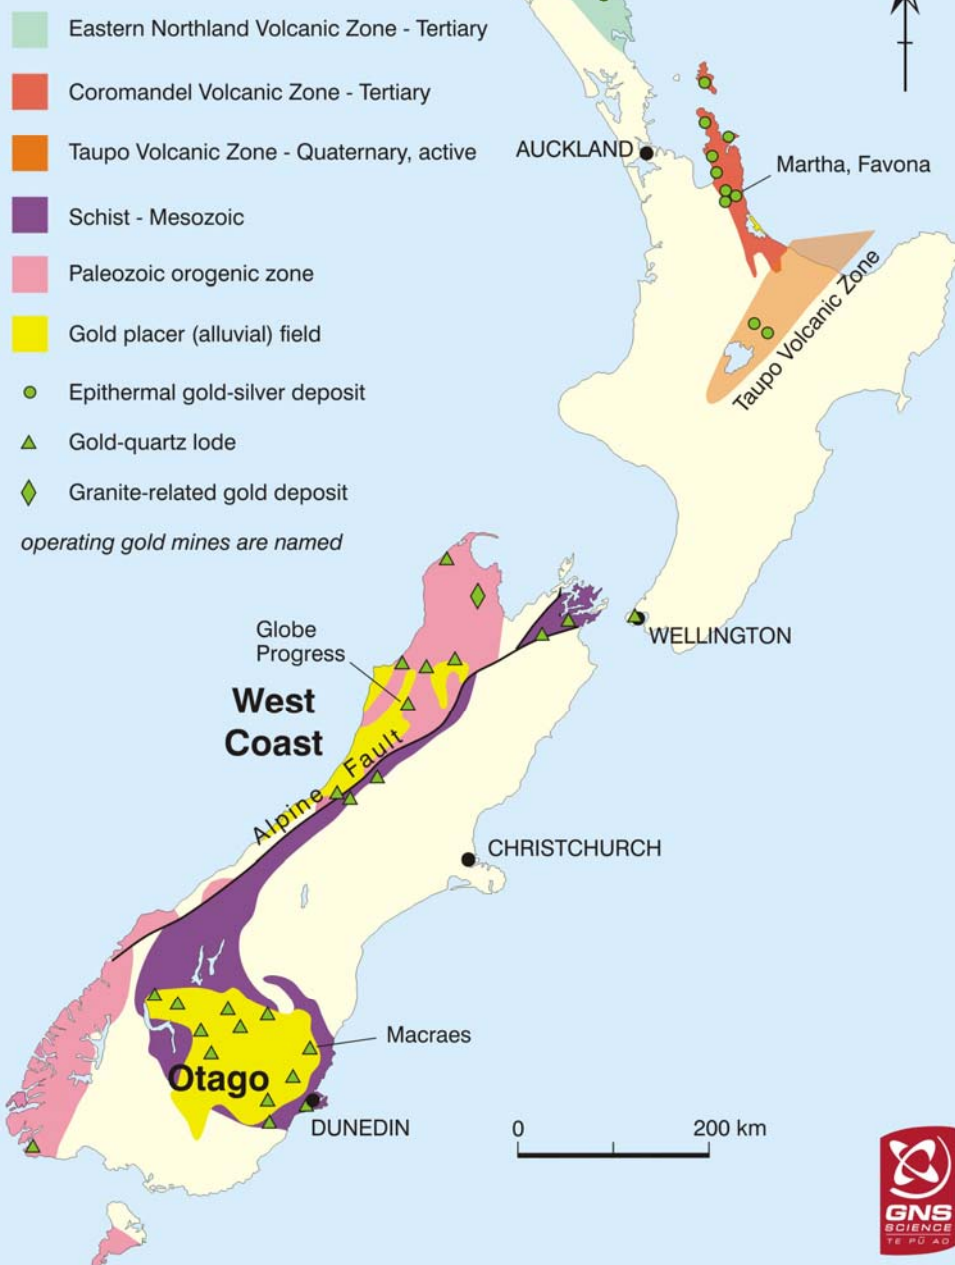 Eastern Northland Volcanic Zone - Tertiary
Coromandel Volcanic Zone - Tertiary
Taupo Volcanic Zone - Quaternary, active
Schist - Mesozoic
Paleozoic orogenic zone
Gold placer (alluvial) field
Epithermal gold-silver deposit
Gold-quartz lode
Granite-related gold deposit
operating gold mines are named
AUCKLAND
Martha, Favona
Taupo Volcanic Zone
WELLINGTON
Globe
Progress
West
Coast
Alpine Fault
CHRISTCHURCH
Macraes
Otago
DUNEDIN
0 200 km
GNS
SCIENCE
TE PŪ AO